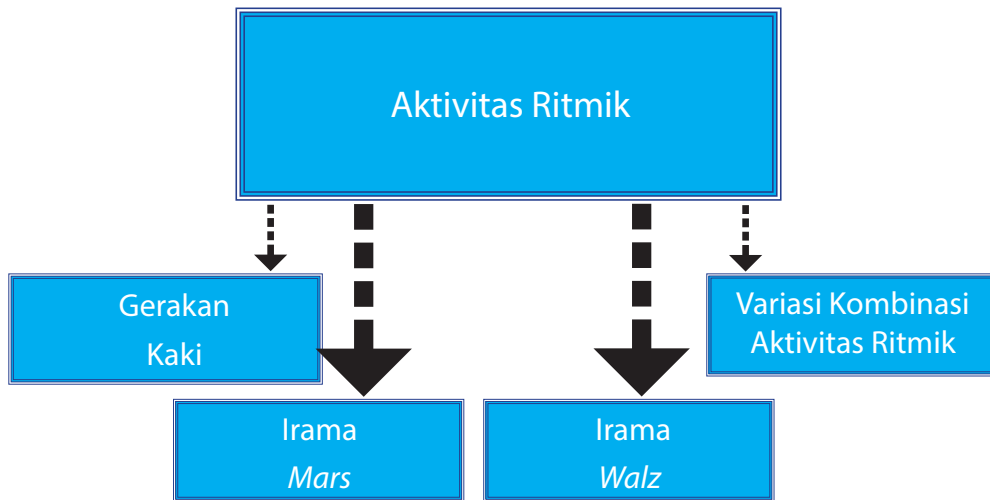 Aktivitas Ritmik
Gerakan
Kaki
Variasi Kombinasi
Aktivitas Ritmik
Irama
Mars
Irama
Walz